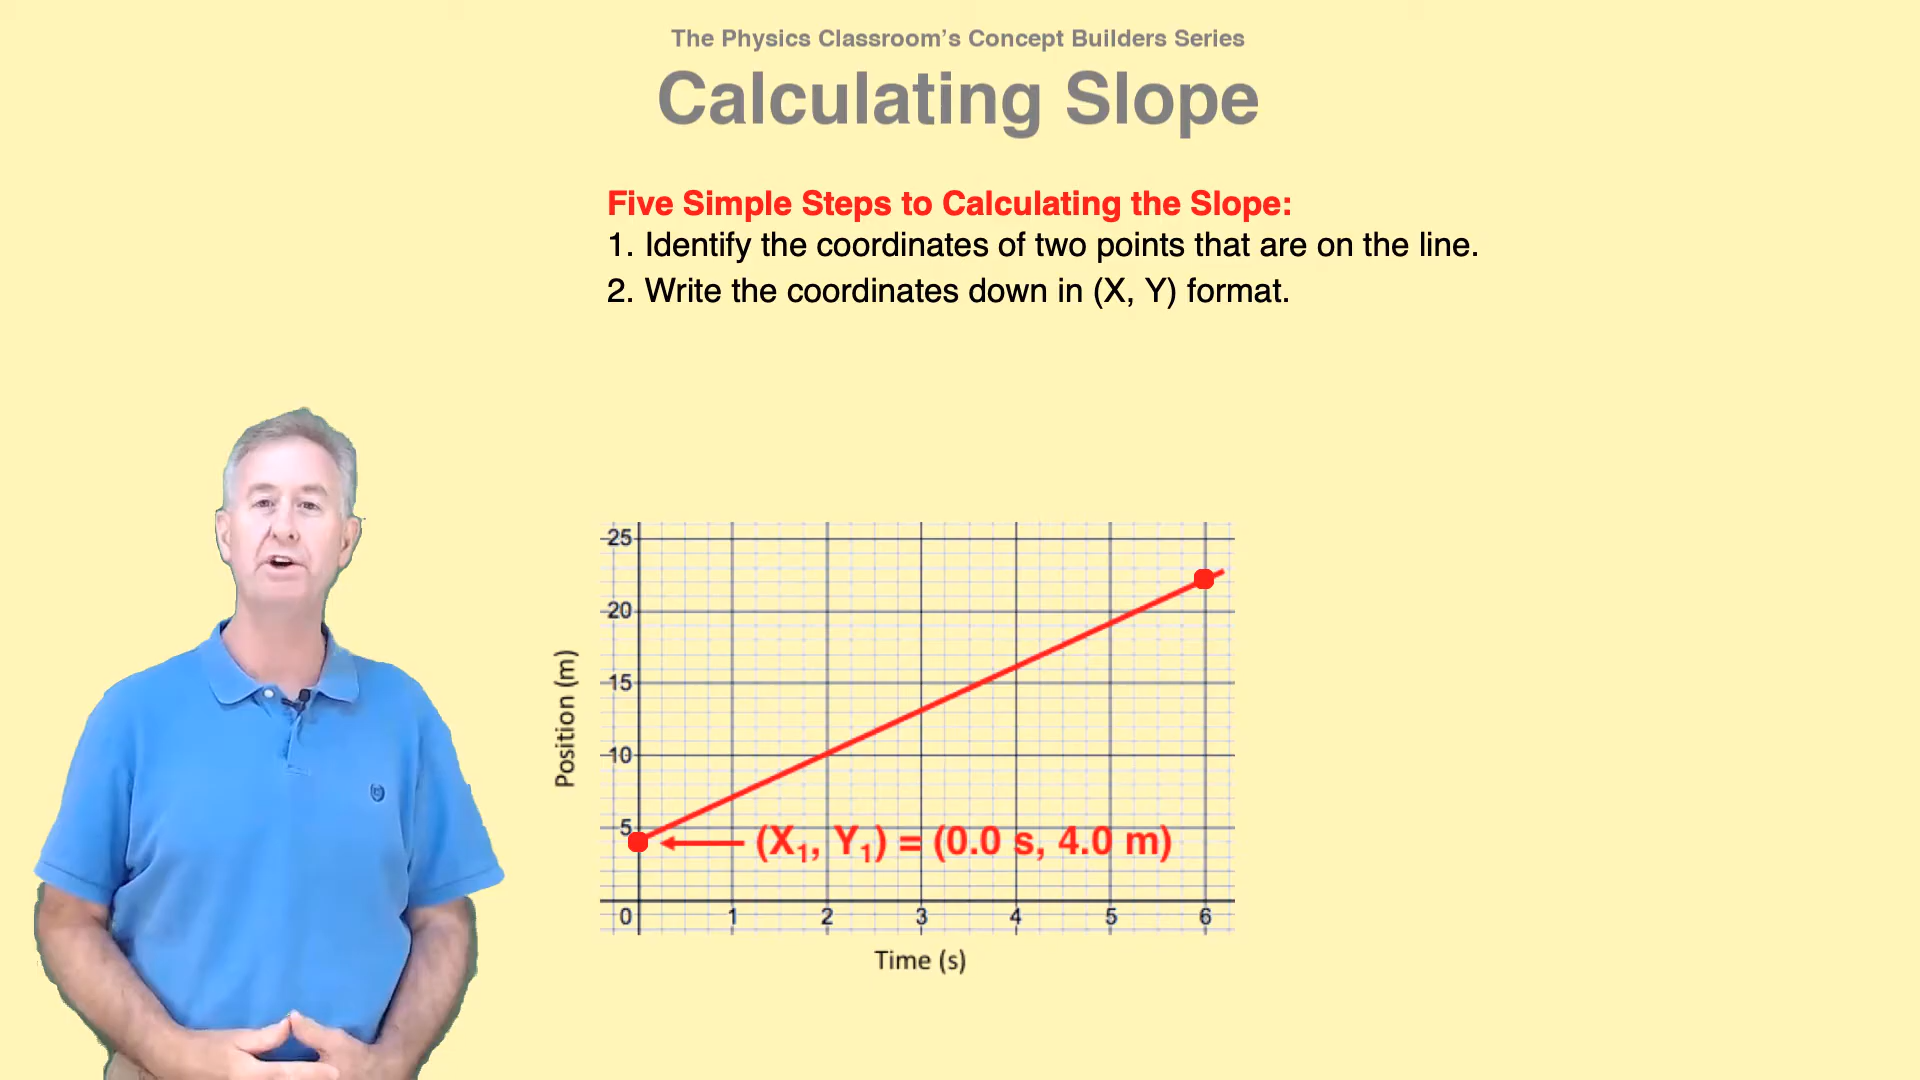 The Physics Classroom’s Concept Builders Series
Calculating Slope
Five Simple Steps to Calculating the Slope:
1. Identify the coordinates of two points that are on the line.
2. Write the coordinates down in (X, Y) format.
25
20
15
10
5
Position (m)
(X₁, Y₁) = (0.0 s, 4.0 m)
0 1 2 3 4 5 6
Time (s)